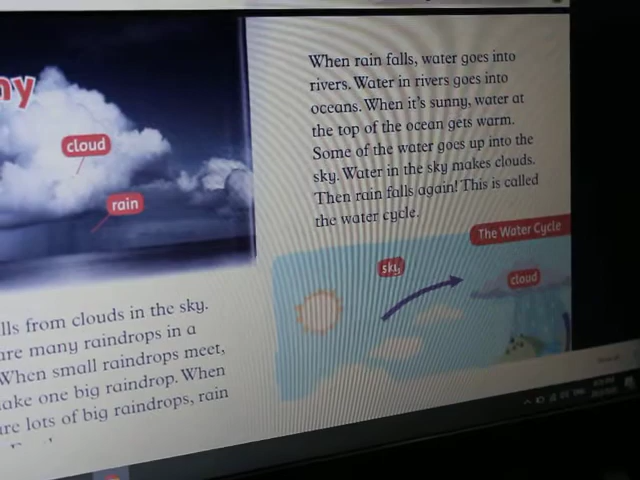 cloud
rain
lls from clouds in the sky.
are many raindrops in a
When small raindrops meet,
ake one big raindrop. When
are lots of big raindrops, rain
When rain falls, water goes into
rivers. Water in rivers goes into
oceans. When it's sunny, water at
the top of the ocean gets warm.
Some of the water goes up into the
sky. Water in the sky makes clouds.
Then rain falls again! This is called
the water cycle.
The Water Cycle
sky
cloud